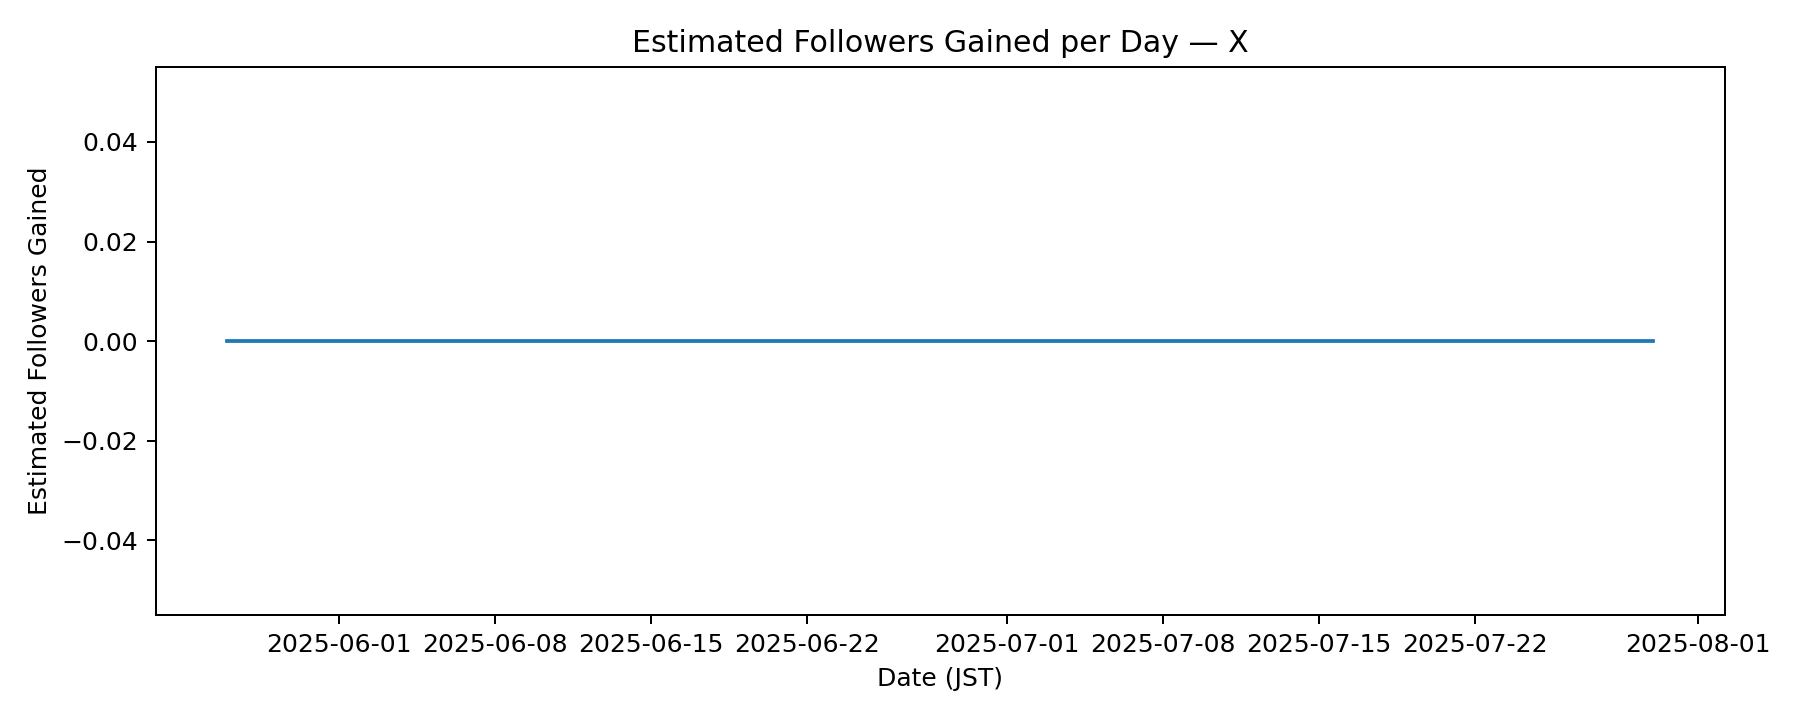 Estimated Followers Gained per Day — X
Estimated Followers Gained
0.04
0.02
0.00
−0.02
−0.04
2025-06-01 2025-06-08 2025-06-15 2025-06-22 2025-07-01 2025-07-08 2025-07-15 2025-07-22 2025-08-01
Date (JST)